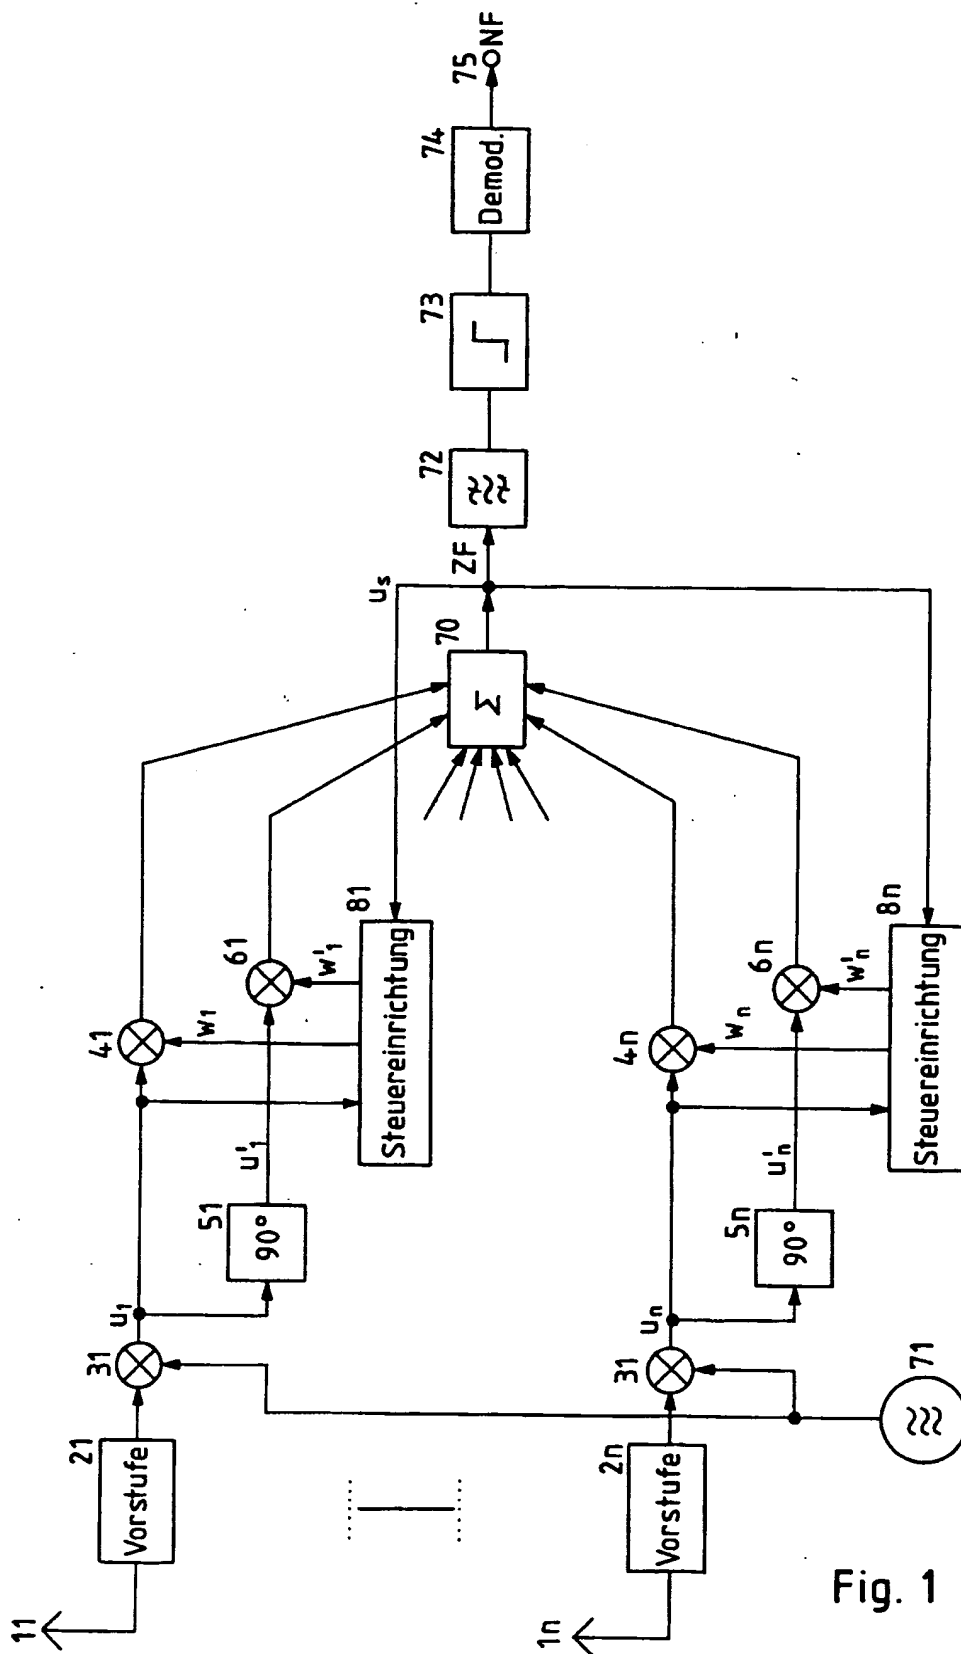 11
21
Vorstufe
31
u₁
51
90°
u'₁
41
w₁
61
w'₁
81
Steuereinrichtung
1n
2n
Vorstufe
31
uₙ
5n
90°
u'ₙ
4n
wₙ
6n
w'ₙ
8n
Steuereinrichtung
71
70
Σ
uₛ
ZF
72
73
74
Demod.
75
NF
Fig. 1